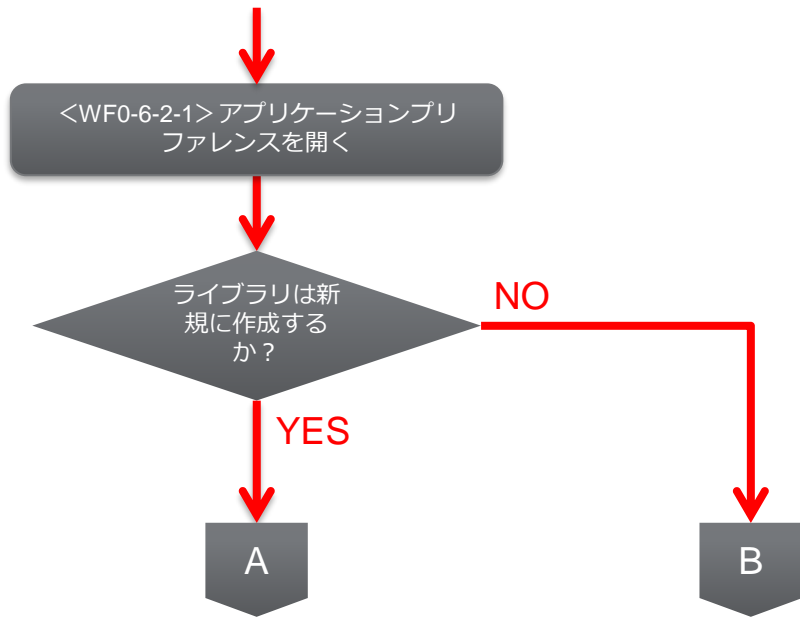 <WF0-6-2-1>アプリケーションプリ
ファレンスを開く
ライブラリは新
規に作成する
か？
NO
YES
A
B